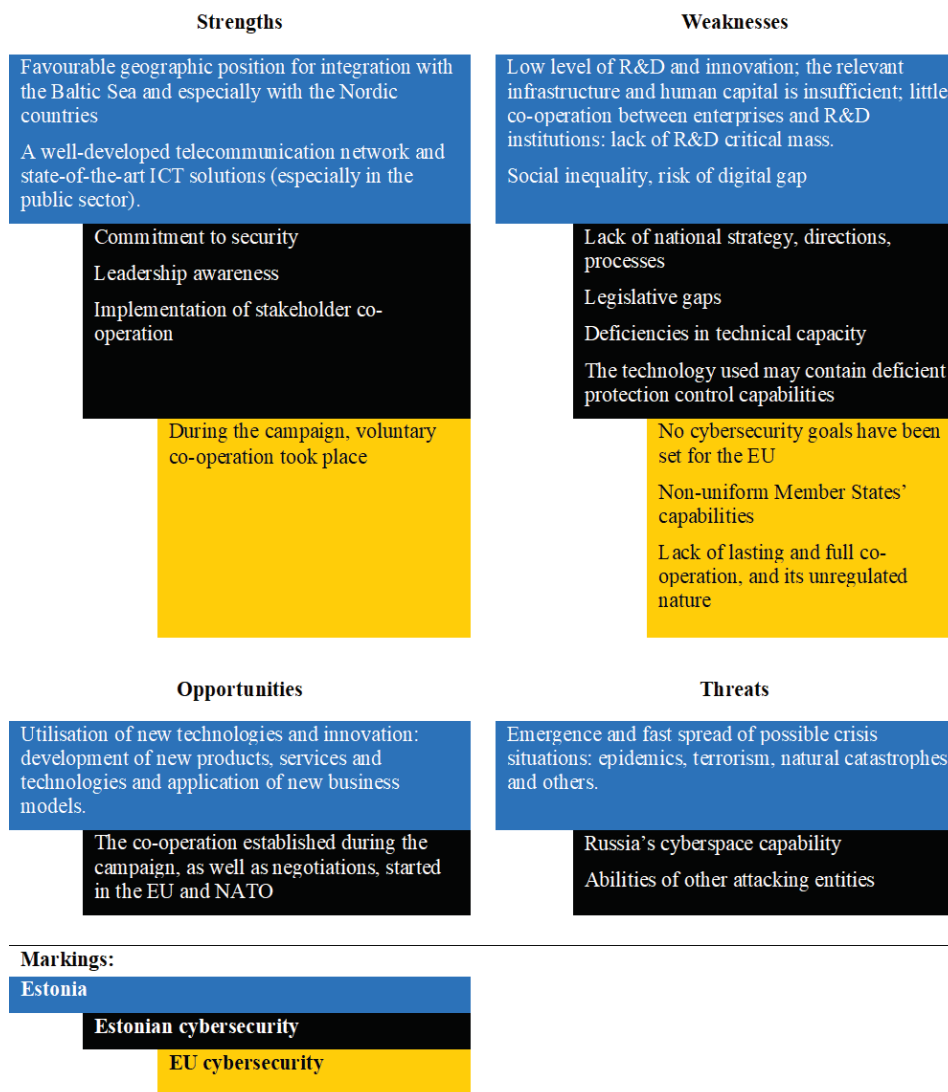 Strengths
Favourable geographic position for integration with
the Baltic Sea and especially with the Nordic
countries
A well-developed telecommunication network and
state-of-the-art ICT solutions (especially in the
public sector).
Commitment to security
Leadership awareness
Implementation of stakeholder co-
operation
During the campaign, voluntary
co-operation took place
Weaknesses
Low level of R&D and innovation; the relevant
infrastructure and human capital is insufficient; little
co-operation between enterprises and R&D
institutions: lack of R&D critical mass.
Social inequality, risk of digital gap
Lack of national strategy, directions,
processes
Legislative gaps
Deficiencies in technical capacity
The technology used may contain deficient
protection control capabilities
No cybersecurity goals have been
set for the EU
Non-uniform Member States’
capabilities
Lack of lasting and full co-
operation, and its unregulated
nature
Opportunities
Utilisation of new technologies and innovation:
development of new products, services and
technologies and application of new business
models.
The co-operation established during the
campaign, as well as negotiations, started
in the EU and NATO
Threats
Emergence and fast spread of possible crisis
situations: epidemics, terrorism, natural catastrophes
and others.
Russia’s cyberspace capability
Abilities of other attacking entities
Markings:
Estonia
Estonian cybersecurity
EU cybersecurity